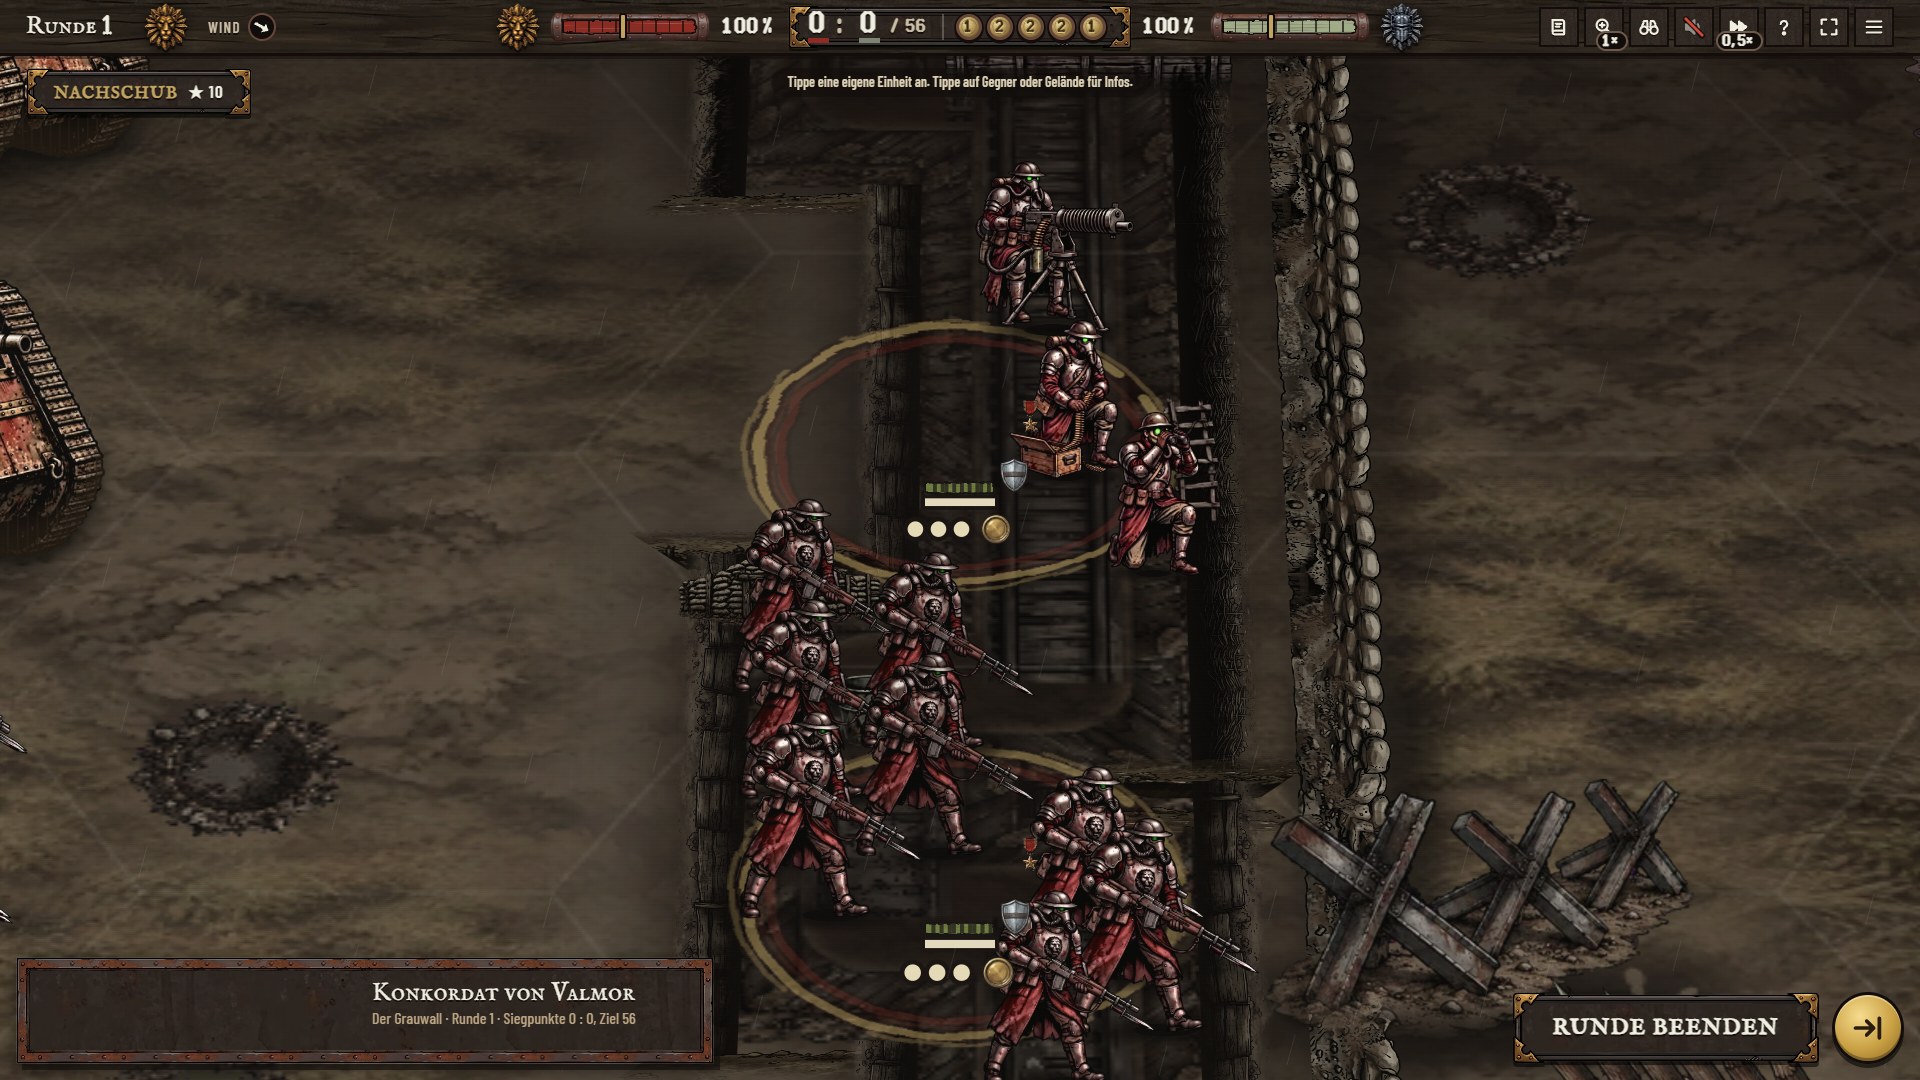 RUNDE 1
WIND
100 %
0 : 0 / 56
1 2 2 2 1
100 %
1×
0,5×
?
NACHSCHUB ★ 10
Tippe eine eigene Einheit an. Tippe auf Gegner oder Gelände für Infos.
KONKORDAT VON VALMOR
Der Grauwall · Runde 1 · Siegpunkte 0 : 0, Ziel 56
RUNDE BEENDEN